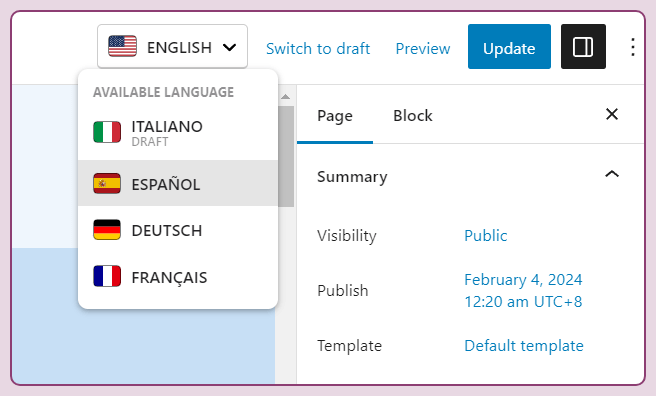 ENGLISH Switch to draft Preview Update
AVAILABLE LANGUAGE
ITALIANO
DRAFT
ESPAÑOL
DEUTSCH
FRANÇAIS
Page Block
Summary
Visibility Public
Publish February 4, 2024
12:20 am UTC+8
Template Default template